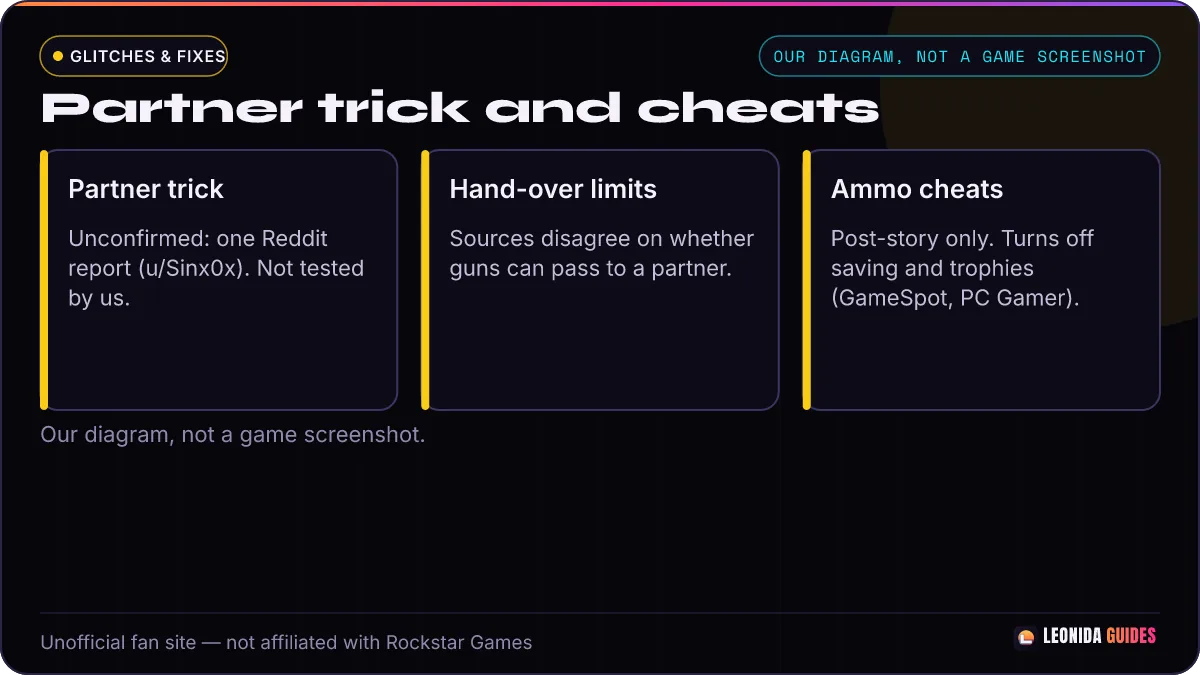 GLITCHES & FIXES
OUR DIAGRAM, NOT A GAME SCREENSHOT
Partner trick and cheats
Partner trick
Unconfirmed: one Reddit
report (u/Sinx0x). Not tested
by us.
Hand-over limits
Sources disagree on whether
guns can pass to a partner.
Ammo cheats
Post-story only. Turns off
saving and trophies
(GameSpot, PC Gamer).
Our diagram, not a game screenshot.
Unofficial fan site — not affiliated with Rockstar Games
LEONIDA GUIDES